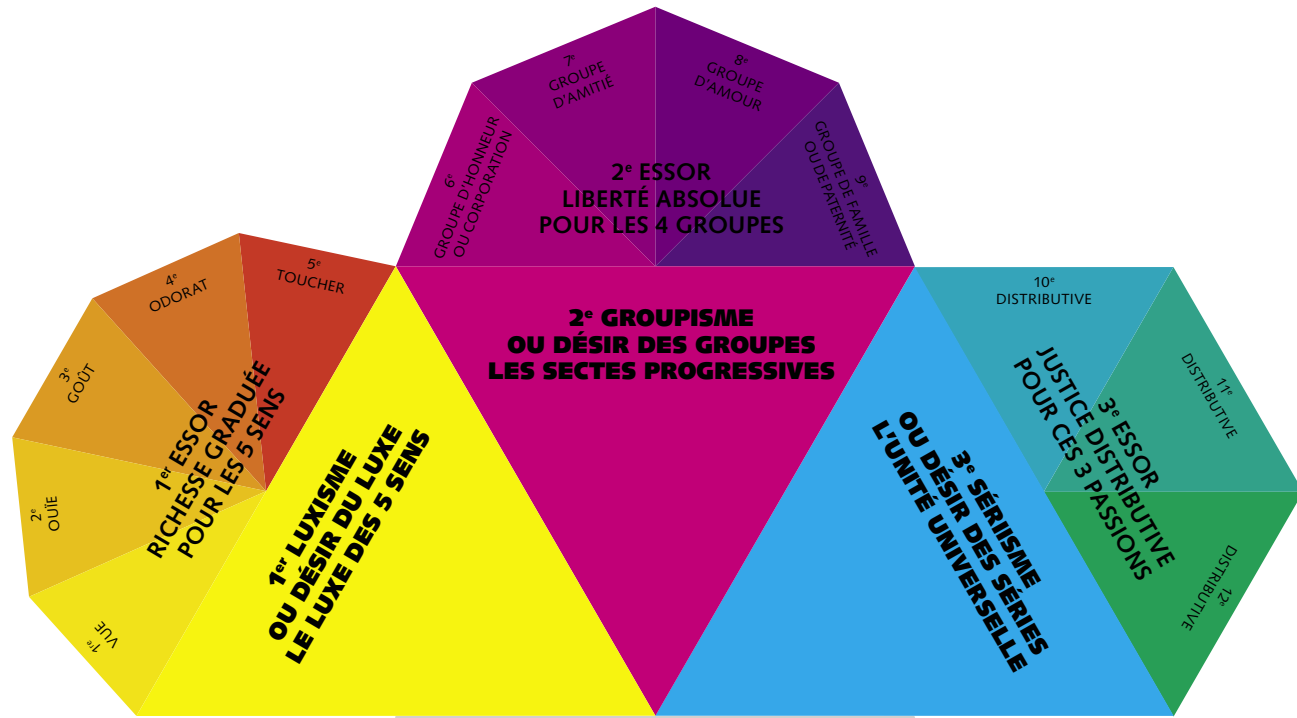 1re
VUE
2e
OUÏE
3e
GOÛT
4e
ODORAT
5e
TOUCHER
1er ESSOR
RICHESSE GRADUÉE
POUR LES 5 SENS
1er LUXISME
OU DÉSIR DU LUXE
LE LUXE DES 5 SENS
6e
GROUPE D'HONNEUR
OU CORPORATION
7e
GROUPE
D'AMITIÉ
8e
GROUPE
D'AMOUR
9e
GROUPE DE FAMILLE
OU DE PATERNITÉ
2e ESSOR
LIBERTÉ ABSOLUE
POUR LES 4 GROUPES
2e GROUPISME
OU DÉSIR DES GROUPES
LES SECTES PROGRESSIVES
10e
DISTRIBUTIVE
11e
DISTRIBUTIVE
12e
DISTRIBUTIVE
3e ESSOR
JUSTICE DISTRIBUTIVE
POUR CES 3 PASSIONS
3e SÉRIISME
OU DÉSIR DES SÉRIES
L'UNITÉ UNIVERSELLE